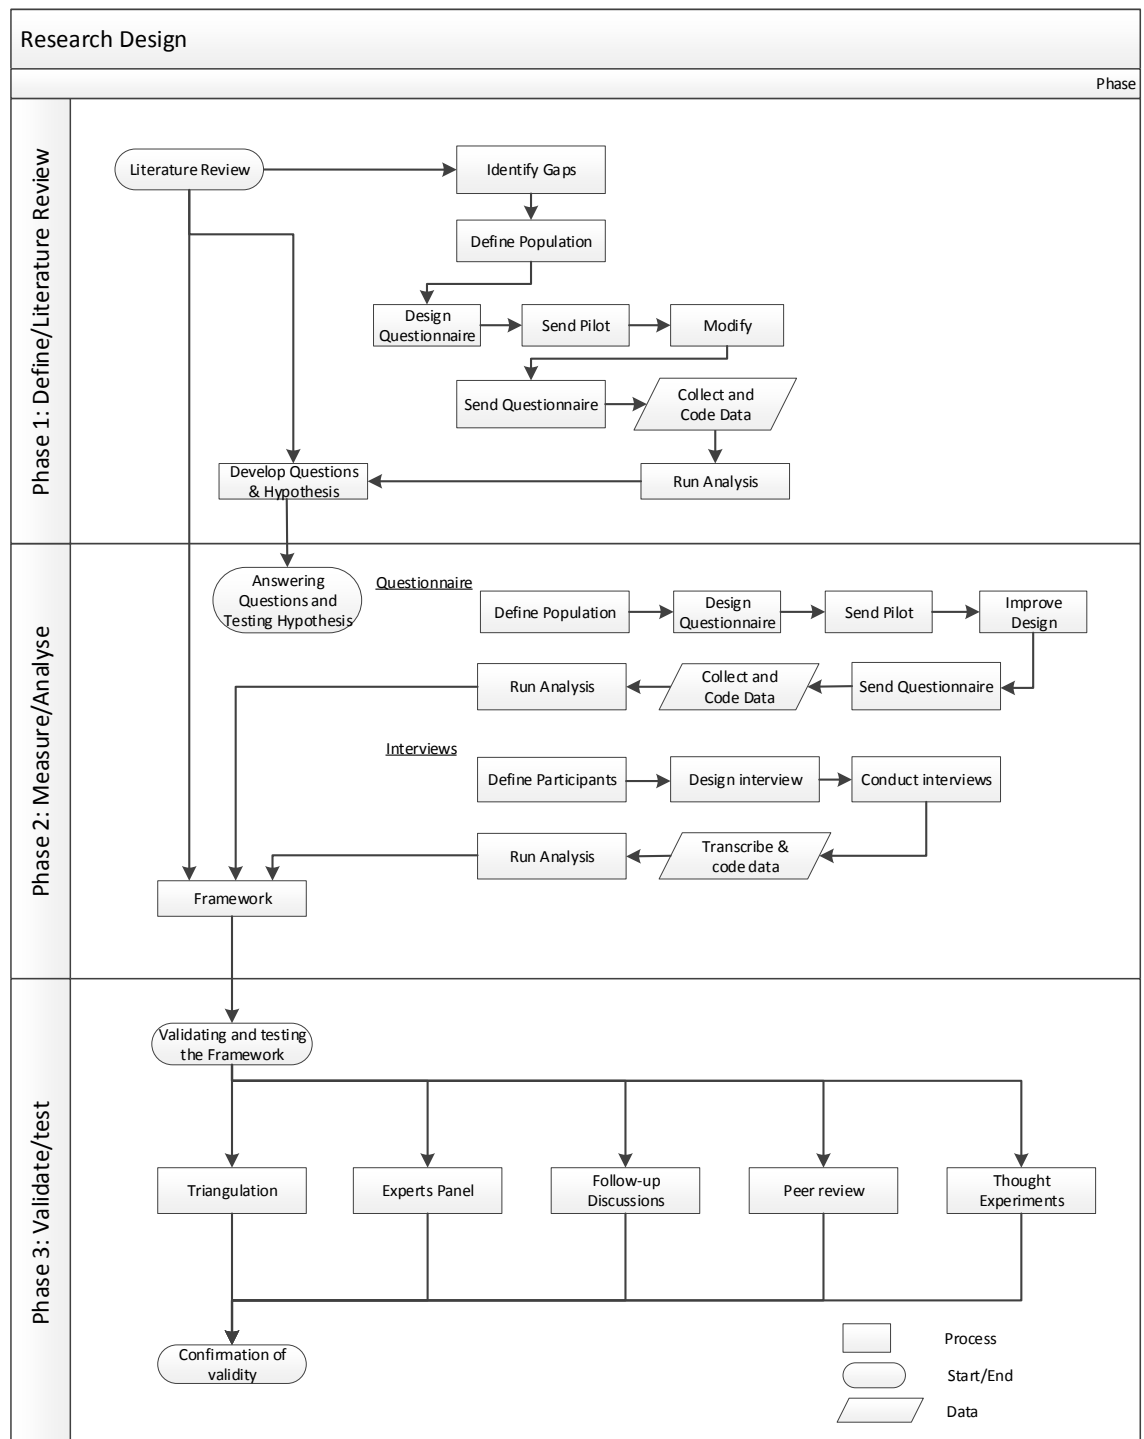 Research Design
Phase
Phase 1: Define/Literature Review
Literature Review
Identify Gaps
Define Population
Design
Questionnaire
Send Pilot
Modify
Send Questionnaire
Collect and
Code Data
Develop Questions
& Hypothesis
Run Analysis
Phase 2: Measure/Analyse
Answering
Questions and
Testing Hypothesis
Questionnaire
Define Population
Design
Questionnaire
Send Pilot
Improve
Design
Run Analysis
Collect and
Code Data
Send Questionnaire
Interviews
Define Participants
Design interview
Conduct interviews
Run Analysis
Transcribe &
code data
Framework
Phase 3: Validate/test
Validating and testing
the Framework
Triangulation
Experts Panel
Follow-up
Discussions
Peer review
Thought
Experiments
Confirmation of
validity
Process
Start/End
Data